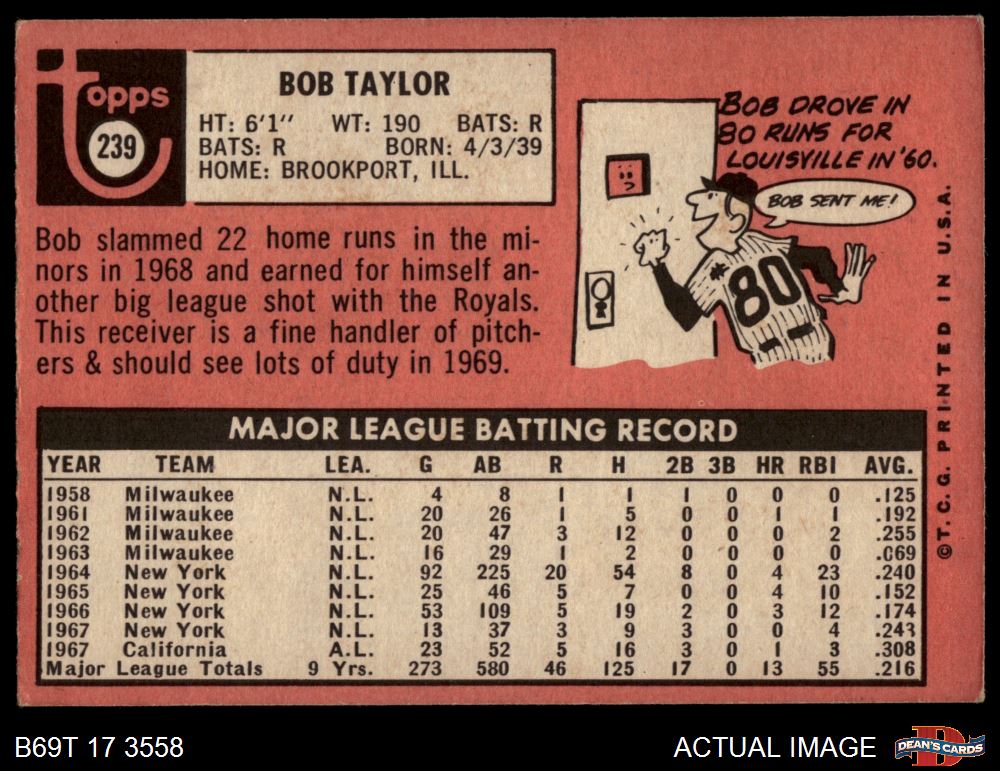 Topps
239
BOB TAYLOR
HT: 6'1" WT: 190 BATS: R
BATS: R BORN: 4/3/39
HOME: BROOKPORT, ILL.
Bob slammed 22 home runs in the mi-
nors in 1968 and earned for himself an-
other big league shot with the Royals.
This receiver is a fine handler of pitch-
ers & should see lots of duty in 1969.
BOB DROVE IN
80 RUNS FOR
LOUISVILLE IN '60.
BOB SENT ME!
80
© T. C. G. PRINTED IN U.S.A.
MAJOR LEAGUE BATTING RECORD
YEAR TEAM LEA. G AB R H 2B 3B HR RBI AVG.
1958 Milwaukee N.L. 4 8 1 1 1 0 0 0 .125
1961 Milwaukee N.L. 20 26 1 5 0 0 1 1 .192
1962 Milwaukee N.L. 20 47 3 12 0 0 0 2 .255
1963 Milwaukee N.L. 16 29 1 2 0 0 0 0 .069
1964 New York N.L. 92 225 20 54 8 0 4 23 .240
1965 New York N.L. 25 46 5 7 0 0 4 10 .152
1966 New York N.L. 53 109 5 19 2 0 3 12 .174
1967 New York N.L. 13 37 3 9 3 0 0 4 .243
1967 California A.L. 23 52 5 16 3 0 1 3 .308
Major League Totals 9 Yrs. 273 580 46 125 17 0 13 55 .216
B69T 17 3558
ACTUAL IMAGE
D
DEAN'S CARDS